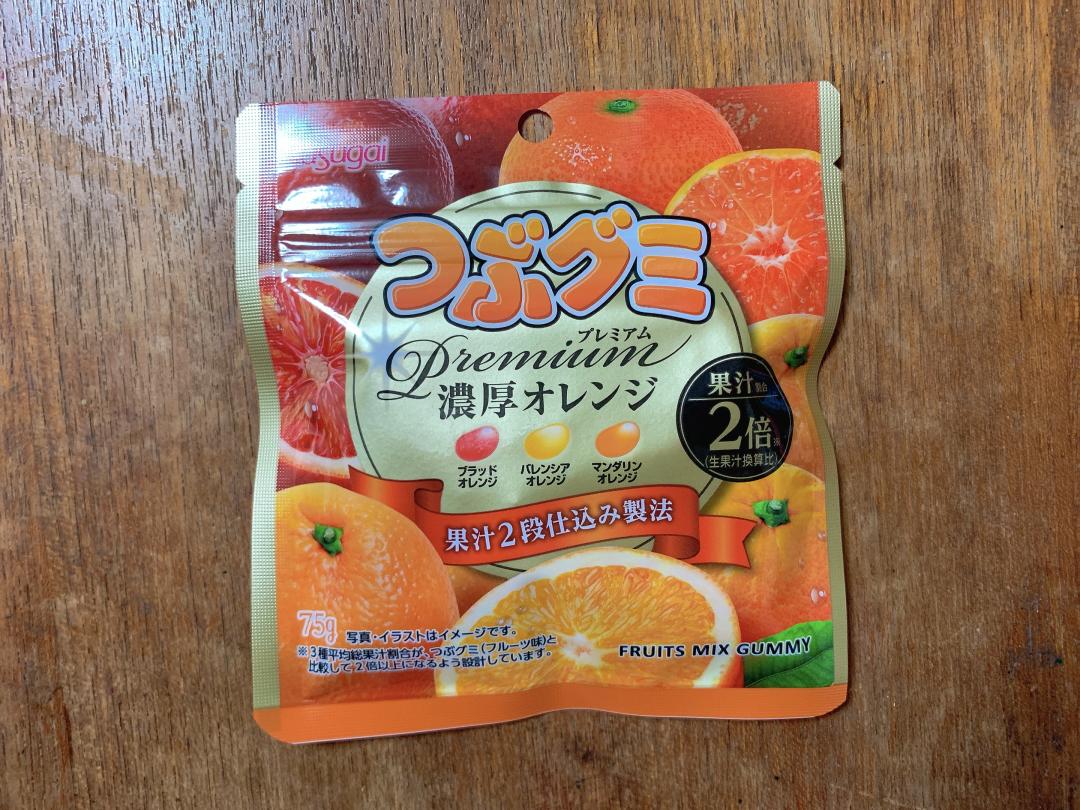 つぶグミ
プレミアム
Premium
濃厚オレンジ
果汁割合
2倍※
(生果汁換算比)
ブラッド
オレンジ
バレンシア
オレンジ
マンダリン
オレンジ
果汁2段仕込み製法
75g
写真・イラストはイメージです。
※3種平均総果汁割合が、つぶグミ(フルーツ味)と
比較して2倍以上になるよう設計しています。
FRUITS MIX GUMMY